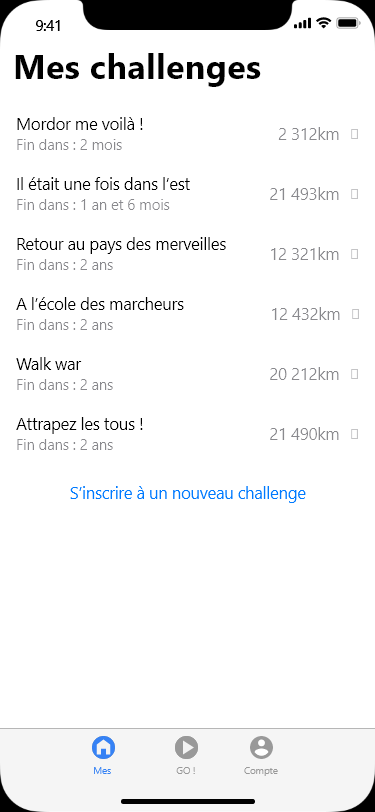 9:41
Mes challenges
Mordor me voilà !
Fin dans : 2 mois
2 312km
Il était une fois dans l'est
Fin dans : 1 an et 6 mois
21 493km
Retour au pays des merveilles
Fin dans : 2 ans
12 321km
A l'école des marcheurs
Fin dans : 2 ans
12 432km
Walk war
Fin dans : 2 ans
20 212km
Attrapez les tous !
Fin dans : 2 ans
21 490km
S'inscrire à un nouveau challenge
Mes
GO !
Compte